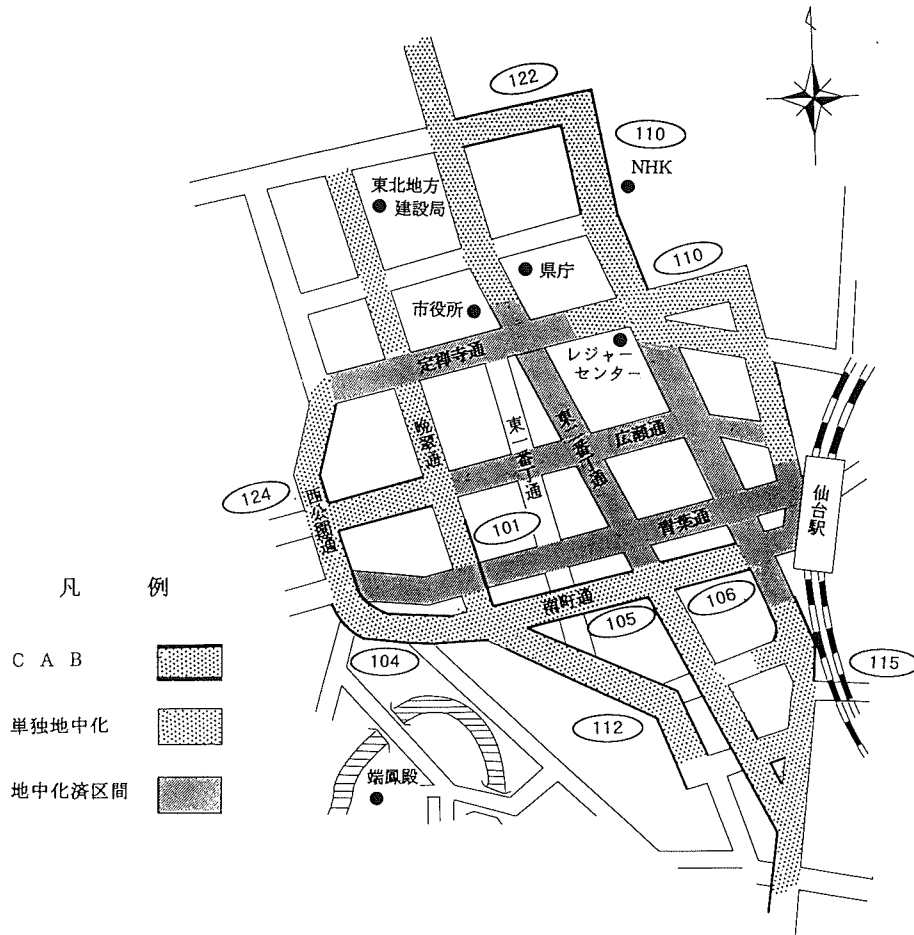 122
110
NHK
東北地方
建設局
110
県庁
市役所
レジャー
センター
定禅寺通
晩翠通
東一番丁通
東二番丁通
広瀬通
124
西公園通
101
青葉通
仙台駅
南町通
105
106
104
112
115
端鳳殿
凡 例
C A B
単独地中化
地中化済区間